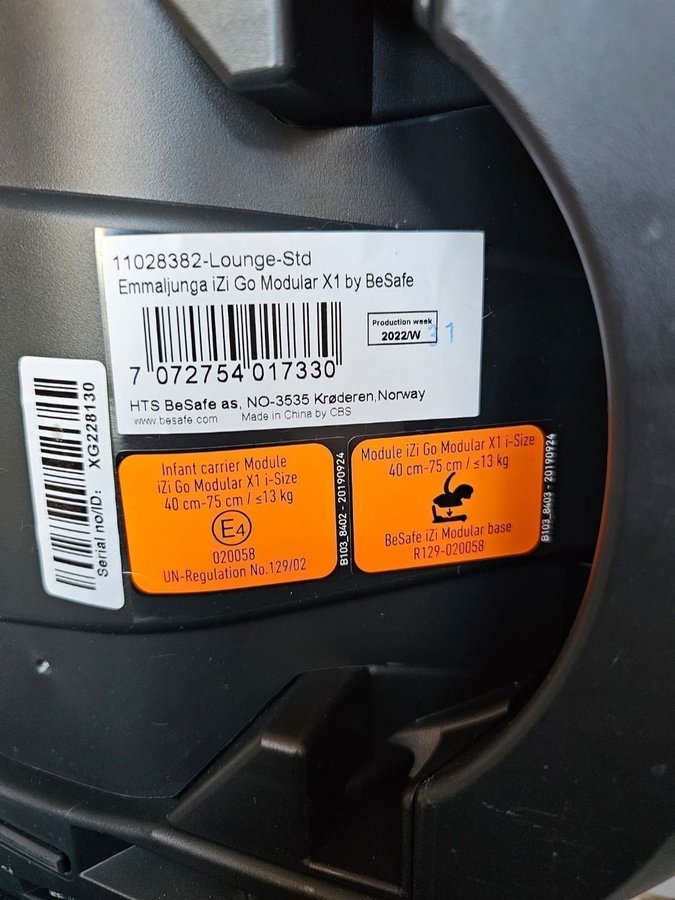 11028382-Lounge-Std
Emmaljunga iZi Go Modular X1 by BeSafe
Production week
2022/W 31
7 072754 017330
HTS BeSafe as, NO-3535 Krøderen,Norway
www.besafe.com Made in China by CBS
Serial no/ID: XG228130
Infant carrier Module
iZi Go Modular X1 i-Size
40 cm-75 cm / ≤13 kg
E4
020058
UN-Regulation No.129/02
B103_8402 - 20190924
Module iZi Go Modular X1 i-Size
40 cm-75 cm / ≤13 kg
BeSafe iZi Modular base
R129-020058
B103_8403 - 20190924